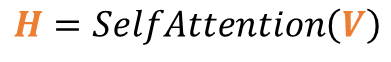 H = SelfAttention(V)